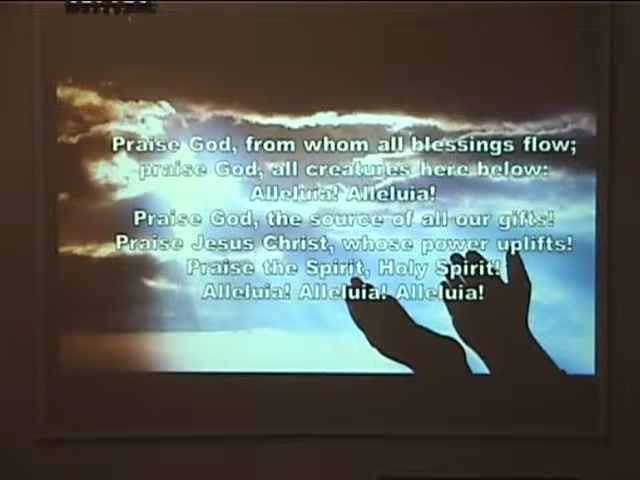 Praise God, from whom all blessings flow;
praise God, all creatures here below:
Alleluia! Alleluia!
Praise God, the source of all our gifts!
Praise Jesus Christ, whose power uplifts!
Praise the Spirit, Holy Spirit!
Alleluia! Alleluia! Alleluia!